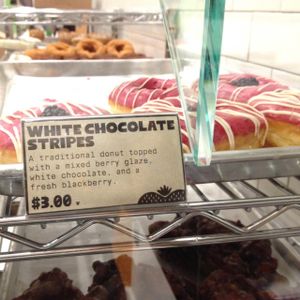 WHITE CHOCOLATE
STRIPES
A traditional donut topped
with a mixed berry glaze,
white chocolate, and a
fresh blackberry.
$3.00 v